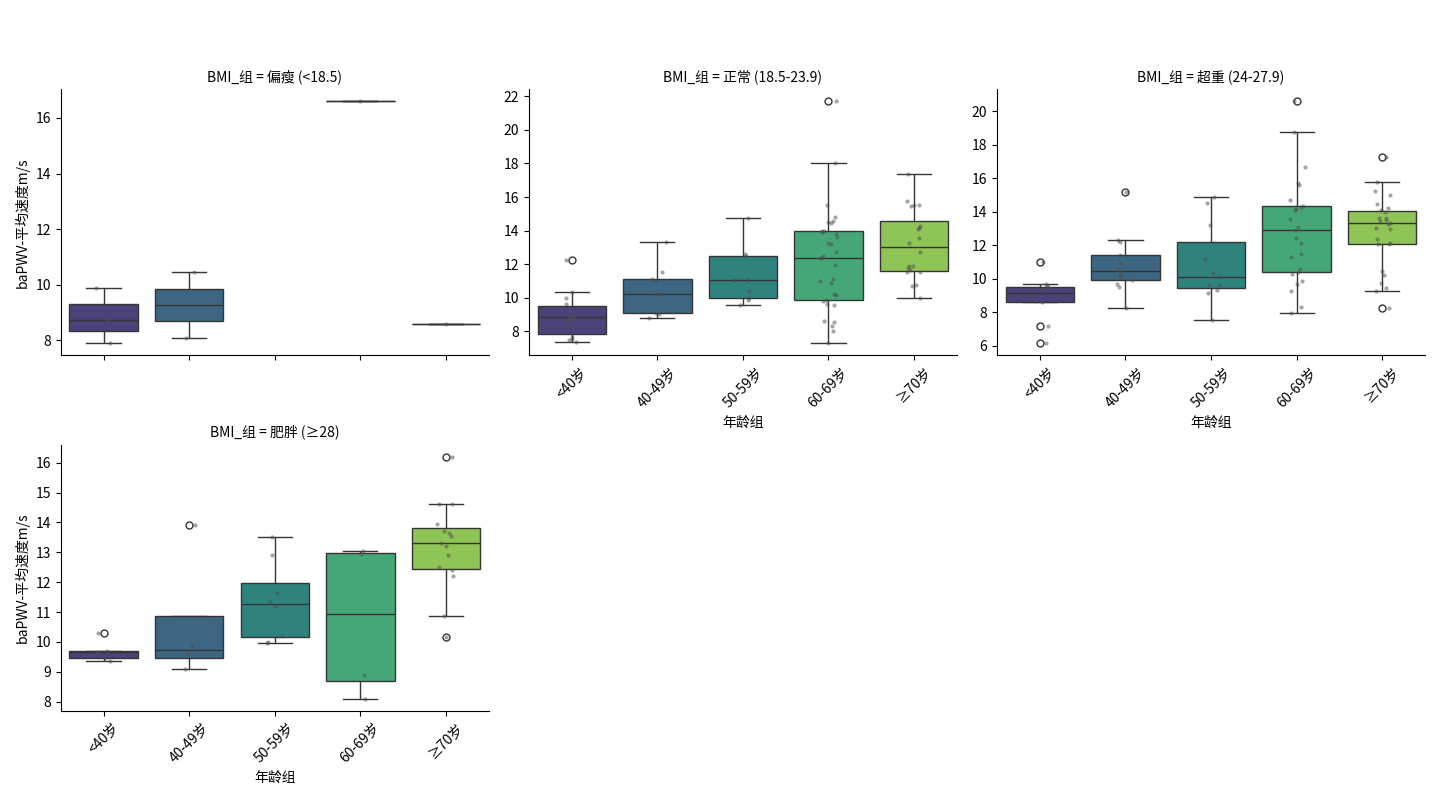 BMI_组 = 偏瘦 (<18.5)
BMI_组 = 正常 (18.5-23.9)
BMI_组 = 超重 (24-27.9)
baPWV-平均速度m/s
16
14
12
10
8
22
20
18
16
14
12
10
8
20
18
16
14
12
10
8
6
<40岁
40-49岁
50-59岁
60-69岁
≥70岁
年龄组
<40岁
40-49岁
50-59岁
60-69岁
≥70岁
年龄组
BMI_组 = 肥胖 (≥28)
baPWV-平均速度m/s
16
15
14
13
12
11
10
9
8
<40岁
40-49岁
50-59岁
60-69岁
≥70岁
年龄组